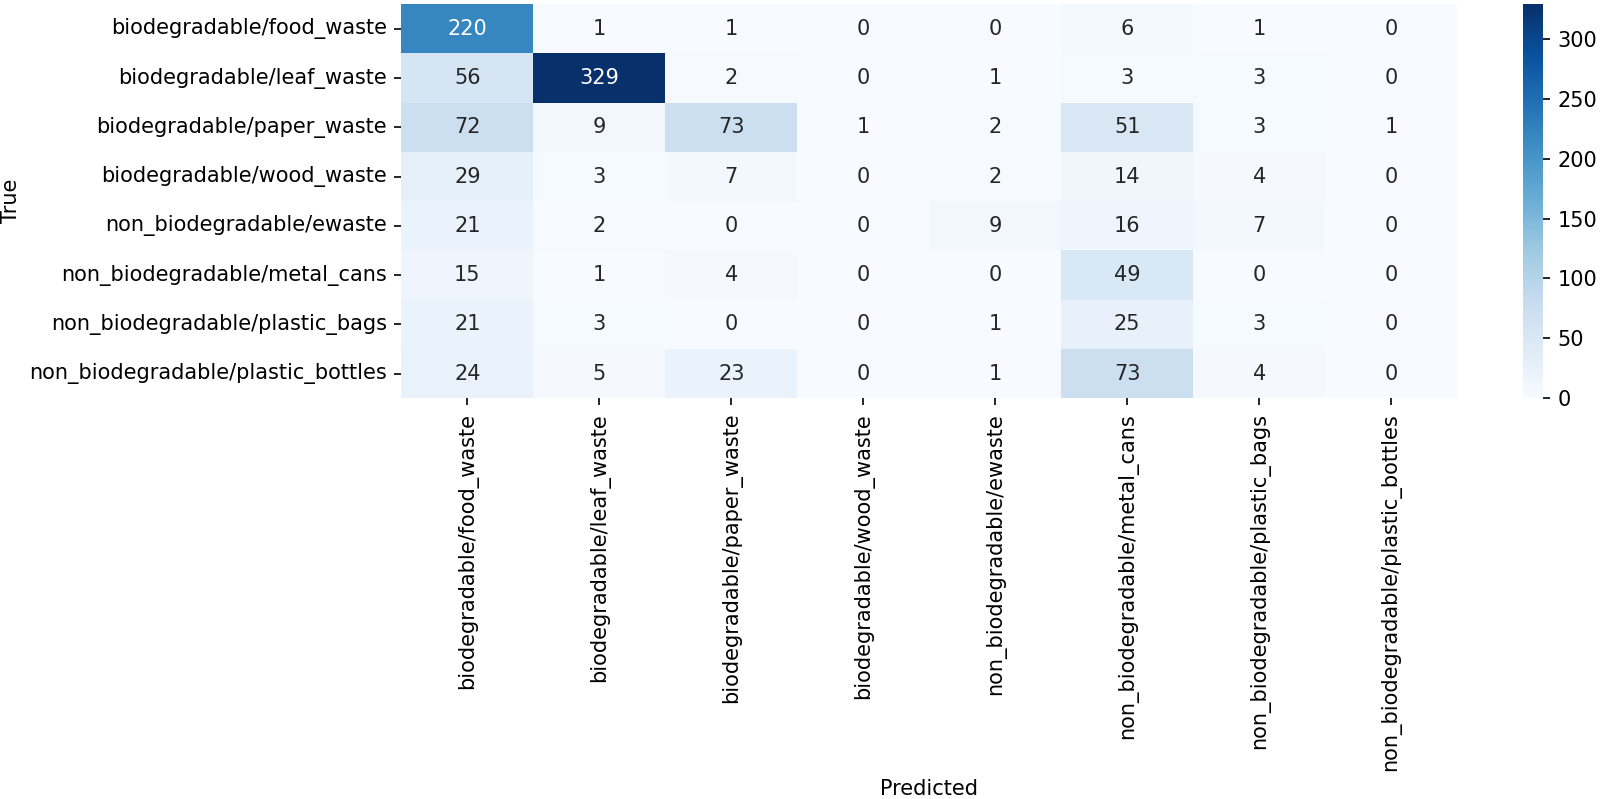 biodegradable/food_waste 220 1 1 0 0 6 1 0
biodegradable/leaf_waste 56 329 2 0 1 3 3 0
biodegradable/paper_waste 72 9 73 1 2 51 3 1
biodegradable/wood_waste 29 3 7 0 2 14 4 0
non_biodegradable/ewaste 21 2 0 0 9 16 7 0
non_biodegradable/metal_cans 15 1 4 0 0 49 0 0
non_biodegradable/plastic_bags 21 3 0 0 1 25 3 0
non_biodegradable/plastic_bottles 24 5 23 0 1 73 4 0
True
biodegradable/food_waste
biodegradable/leaf_waste
biodegradable/paper_waste
biodegradable/wood_waste
non_biodegradable/ewaste
non_biodegradable/metal_cans
non_biodegradable/plastic_bags
non_biodegradable/plastic_bottles
Predicted
300
250
200
150
100
50
0